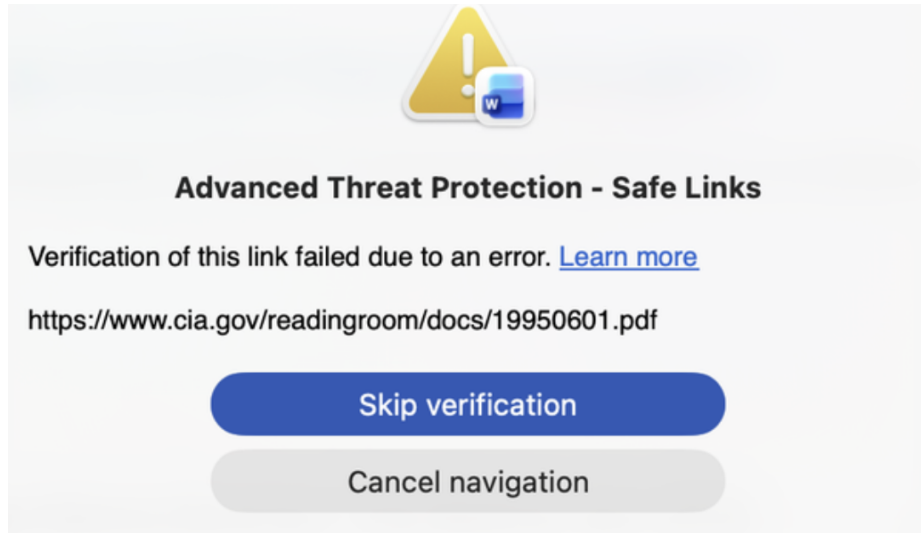 W
Advanced Threat Protection - Safe Links
Verification of this link failed due to an error. Learn more
https://www.cia.gov/readingroom/docs/19950601.pdf
Skip verification
Cancel navigation